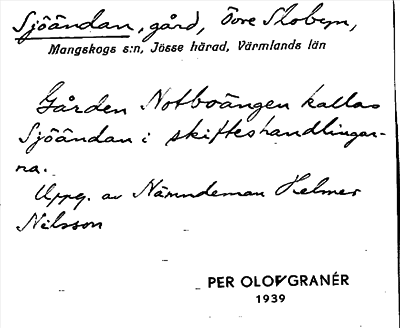 Sjöändan, gård, Övre Slobyn,
Mangskogs s:n, Jösse härad, Värmlands län
Gården Notboängen kallas
Sjöändan i skifteshandlingar-
na.
Uppg. av Nämndeman Helmer
Nilsson
PER OLOF GRANÉR
1939